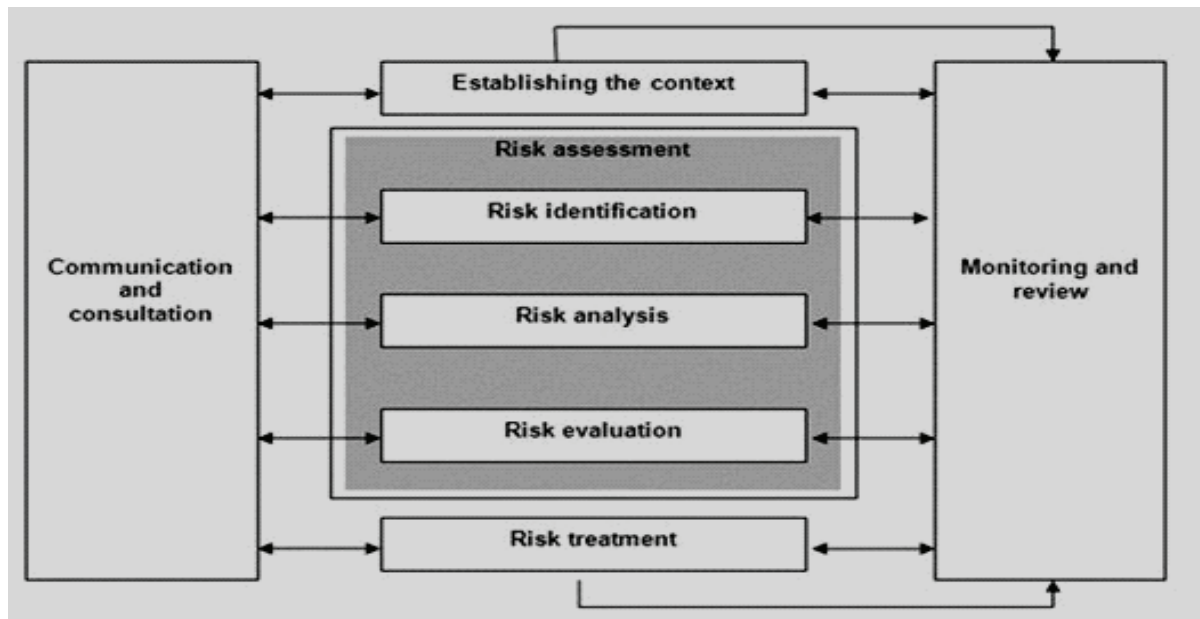 Establishing the context
Risk assessment
Risk identification
Communication
and
consultation
Monitoring and
review
Risk analysis
Risk evaluation
Risk treatment